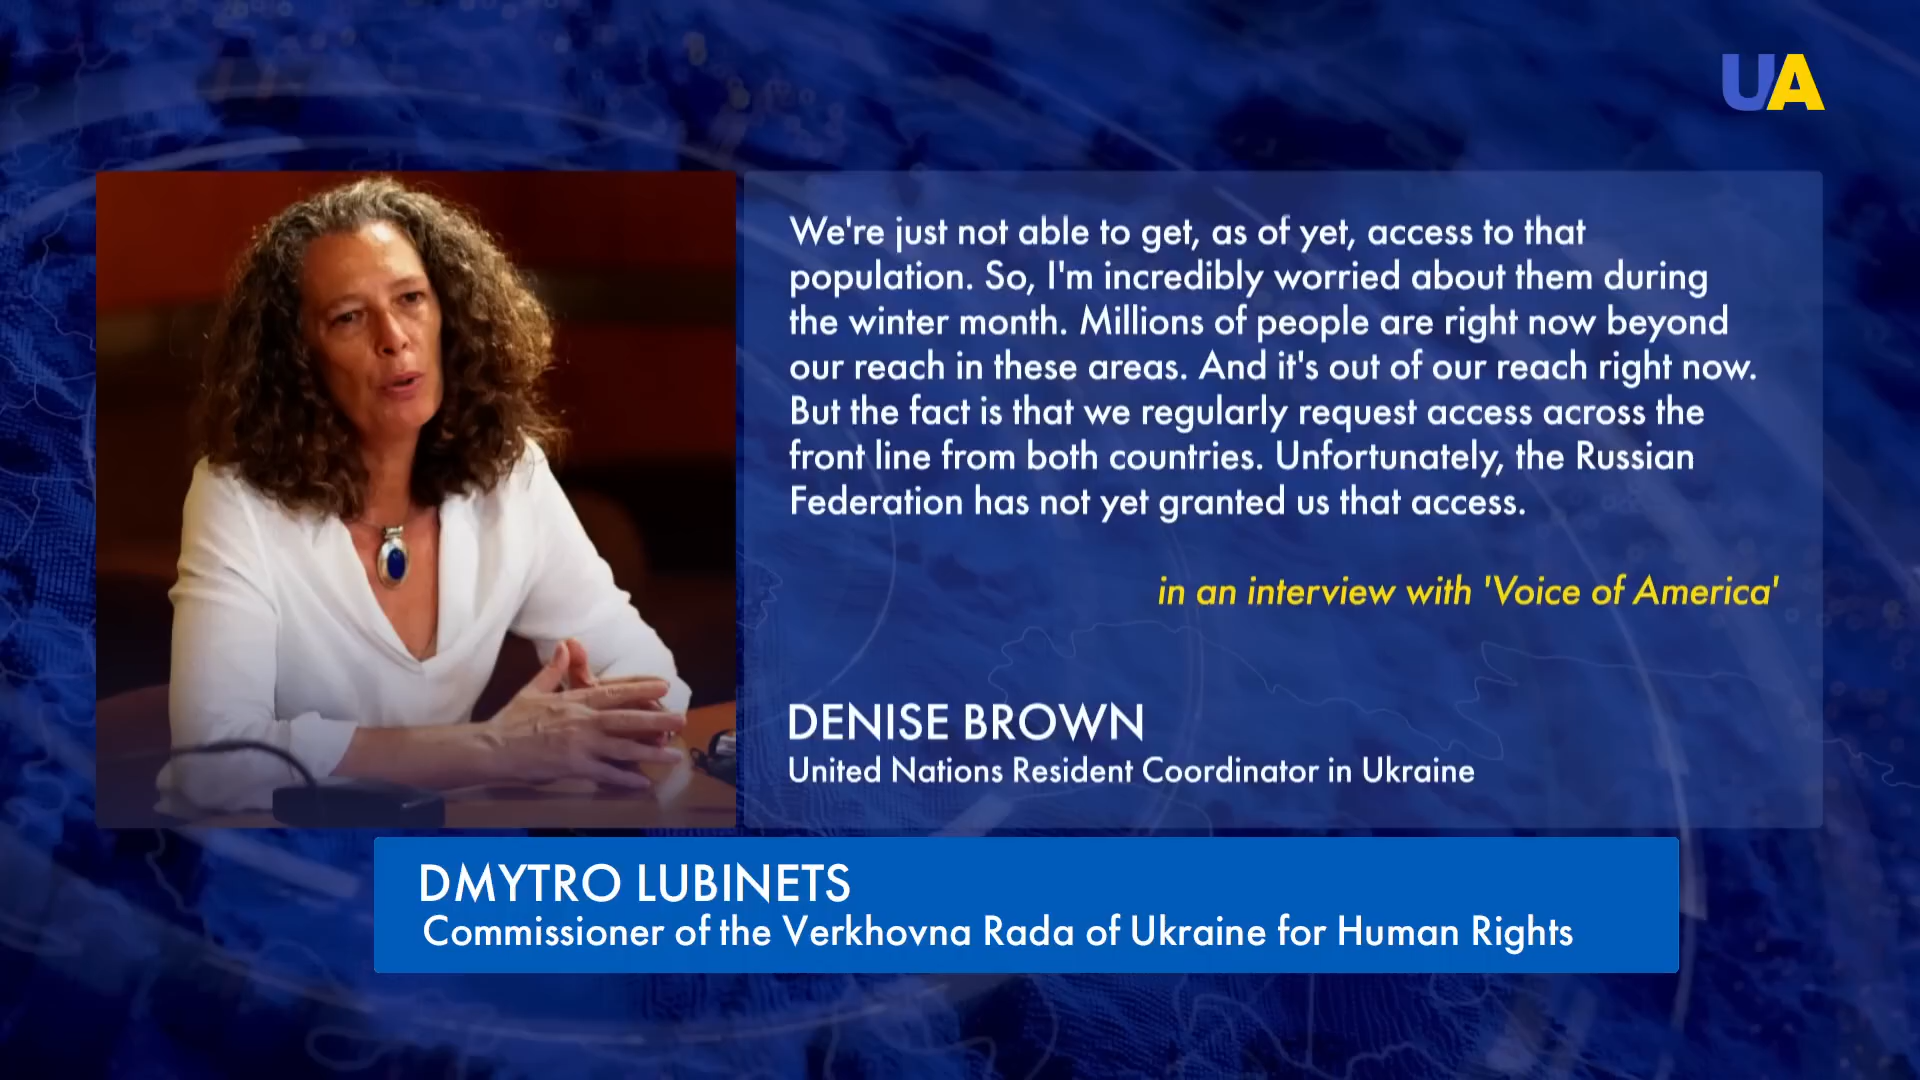 UA
We're just not able to get, as of yet, access to that
population. So, I'm incredibly worried about them during
the winter month. Millions of people are right now beyond
our reach in these areas. And it's out of our reach right now.
But the fact is that we regularly request access across the
front line from both countries. Unfortunately, the Russian
Federation has not yet granted us that access.
in an interview with 'Voice of America'
DENISE BROWN
United Nations Resident Coordinator in Ukraine
DMYTRO LUBINETS
Commissioner of the Verkhovna Rada of Ukraine for Human Rights